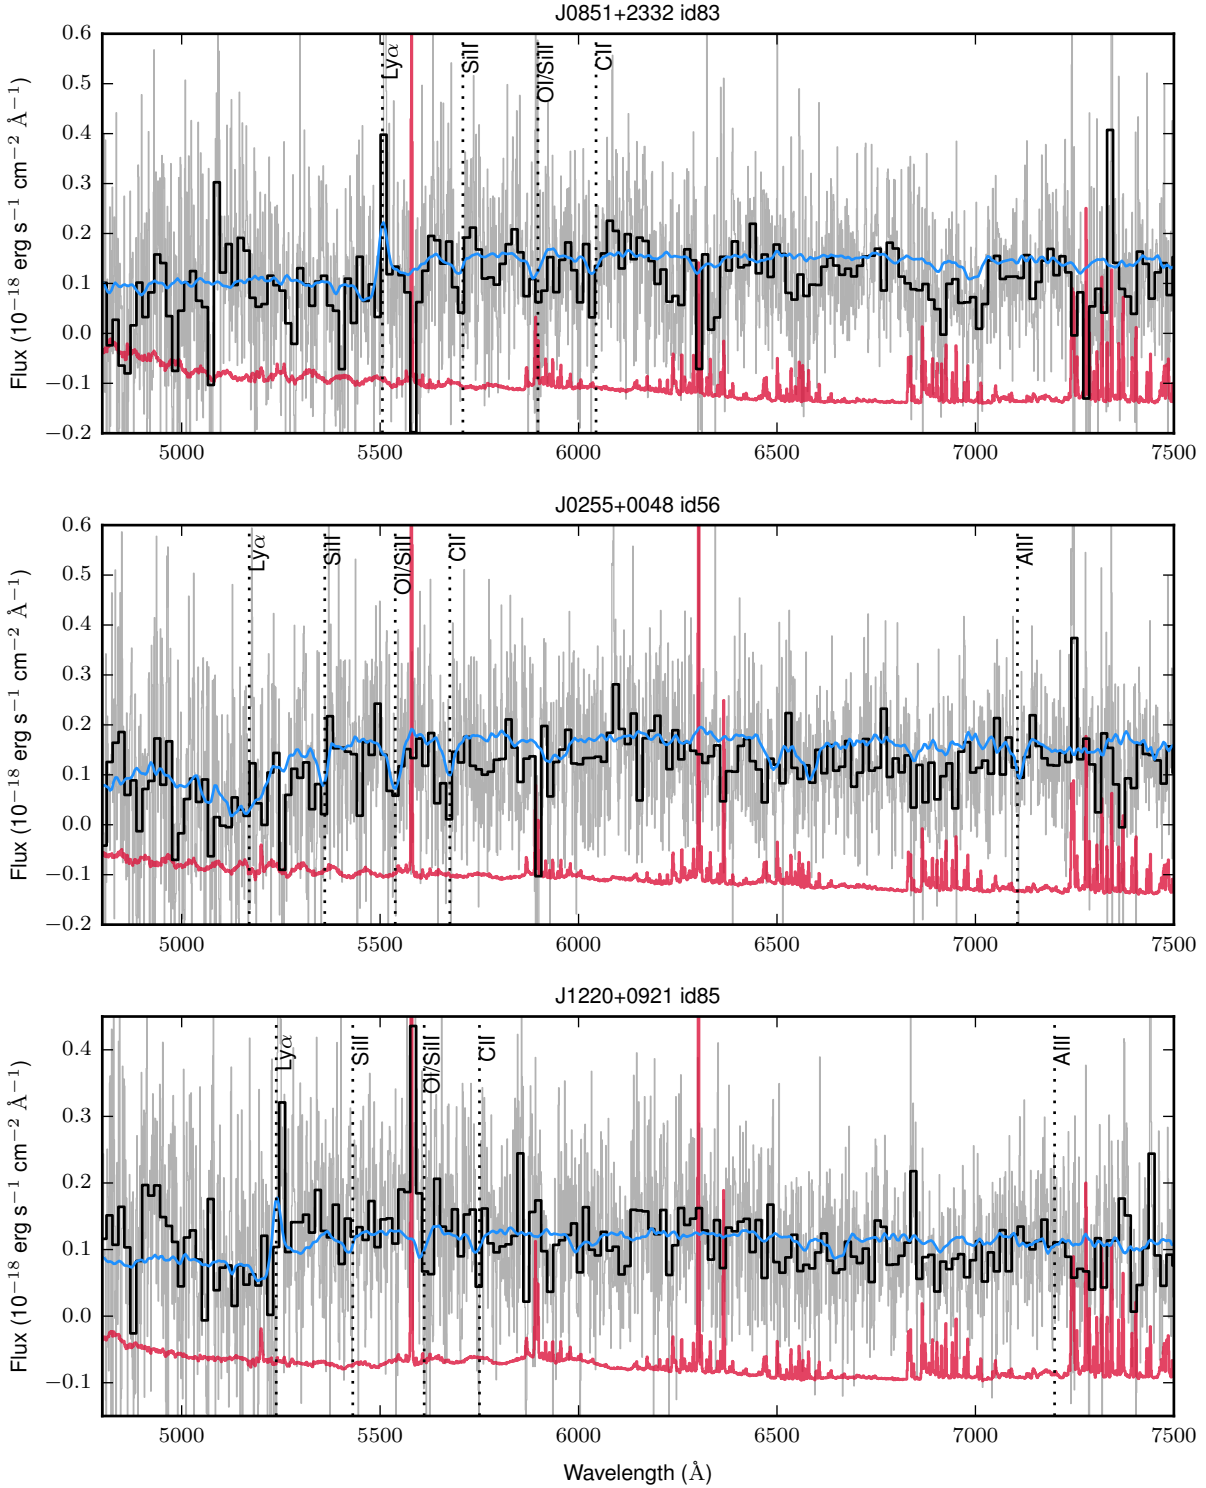 J0851+2332 id83
0.6
0.5
0.4
0.3
0.2
0.1
0.0
−0.1
−0.2
Flux (10⁻¹⁸ erg s⁻¹ cm⁻² Å⁻¹)
Lyα
SiII
OI/SiII
CII
5000 5500 6000 6500 7000 7500
J0255+0048 id56
0.6
0.5
0.4
0.3
0.2
0.1
0.0
−0.1
−0.2
Flux (10⁻¹⁸ erg s⁻¹ cm⁻² Å⁻¹)
Lyα
SiII
OI/SiII
CII
AlII
5000 5500 6000 6500 7000 7500
J1220+0921 id85
0.4
0.3
0.2
0.1
0.0
−0.1
Flux (10⁻¹⁸ erg s⁻¹ cm⁻² Å⁻¹)
Lyα
SiII
OI/SiII
CII
AlII
5000 5500 6000 6500 7000 7500
Wavelength (Å)